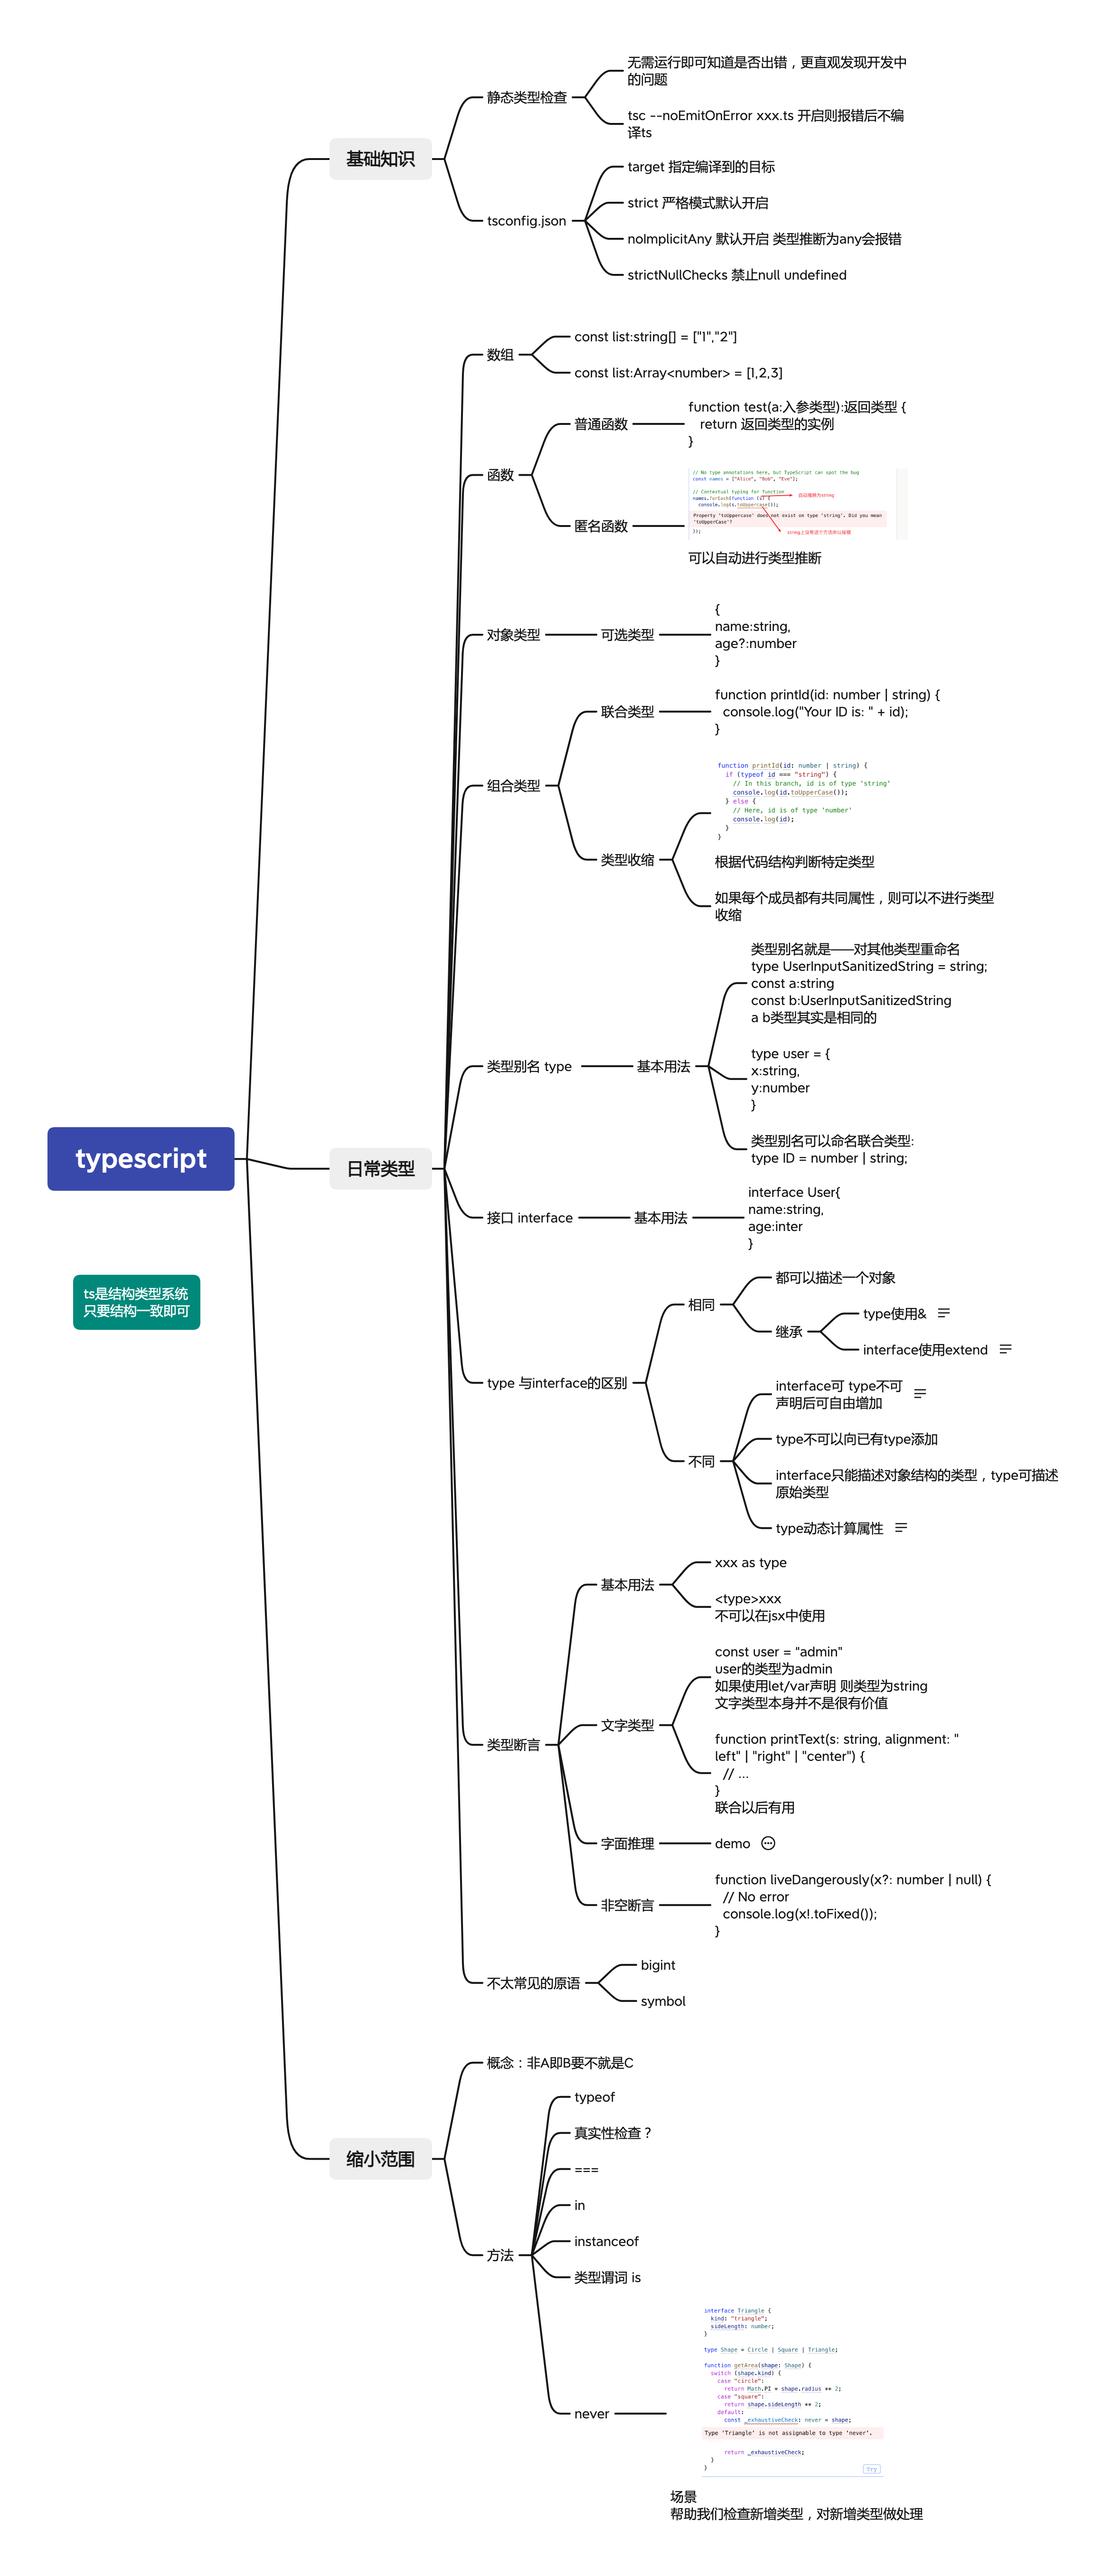 typescript
ts是结构类型系统
只要结构一致即可
基础知识
静态类型检查
无需运行即可知道是否出错，更直观发现开发中
的问题
tsc --noEmitOnError xxx.ts 开启则报错后不编
译ts
tsconfig.json
target 指定编译到的目标
strict 严格模式默认开启
noImplicitAny 默认开启 类型推断为any会报错
strictNullChecks 禁止null undefined
日常类型
数组
const list:string[] = ["1","2"]
const list:Array<number> = [1,2,3]
函数
普通函数
function test(a:入参类型):返回类型 {
return 返回类型的实例
}
匿名函数
// No type annotations here, but TypeScript can spot the bug
const names = ["Alice", "Bob", "Eve"];
// Contextual typing for function
names.forEach(function (s) {
自动推断为string
console.log(s.toUppercase());
Property 'toUppercase' does not exist on type 'string'. Did you mean
'toUpperCase'?
});
string上没有这个方法所以报错
可以自动进行类型推断
对象类型
可选类型
{
name:string,
age?:number
}
组合类型
联合类型
function printId(id: number | string) {
console.log("Your ID is: " + id);
}
类型收缩
function printId(id: number | string) {
if (typeof id === "string") {
// In this branch, id is of type 'string'
console.log(id.toUpperCase());
} else {
// Here, id is of type 'number'
console.log(id);
}
}
根据代码结构判断特定类型
如果每个成员都有共同属性，则可以不进行类型
收缩
类型别名 type
基本用法
类型别名就是——对其他类型重命名
type UserInputSanitizedString = string;
const a:string
const b:UserInputSanitizedString
a b类型其实是相同的
type user = {
x:string,
y:number
}
类型别名可以命名联合类型:
type ID = number | string;
接口 interface
基本用法
interface User{
name:string,
age:inter
}
type 与interface的区别
相同
都可以描述一个对象
继承
type使用&
interface使用extend
不同
interface可 type不可
声明后可自由增加
type不可以向已有type添加
interface只能描述对象结构的类型，type可描述
原始类型
type动态计算属性
类型断言
基本用法
xxx as type
<type>xxx
不可以在jsx中使用
文字类型
const user = "admin"
user的类型为admin
如果使用let/var声明 则类型为string
文字类型本身并不是很有价值
function printText(s: string, alignment: "
left" | "right" | "center") {
// ...
}
联合以后有用
字面推理
demo
非空断言
function liveDangerously(x?: number | null) {
// No error
console.log(x!.toFixed());
}
不太常见的原语
bigint
symbol
缩小范围
概念：非A即B要不就是C
方法
typeof
真实性检查？
===
in
instanceof
类型谓词 is
never
interface Triangle {
kind: "triangle";
sideLength: number;
}
type Shape = Circle | Square | Triangle;
function getArea(shape: Shape) {
switch (shape.kind) {
case "circle":
return Math.PI * shape.radius ** 2;
case "square":
return shape.sideLength ** 2;
default:
const _exhaustiveCheck: never = shape;
Type 'Triangle' is not assignable to type 'never'.
return _exhaustiveCheck;
}
}
Try
场景
帮助我们检查新增类型，对新增类型做处理